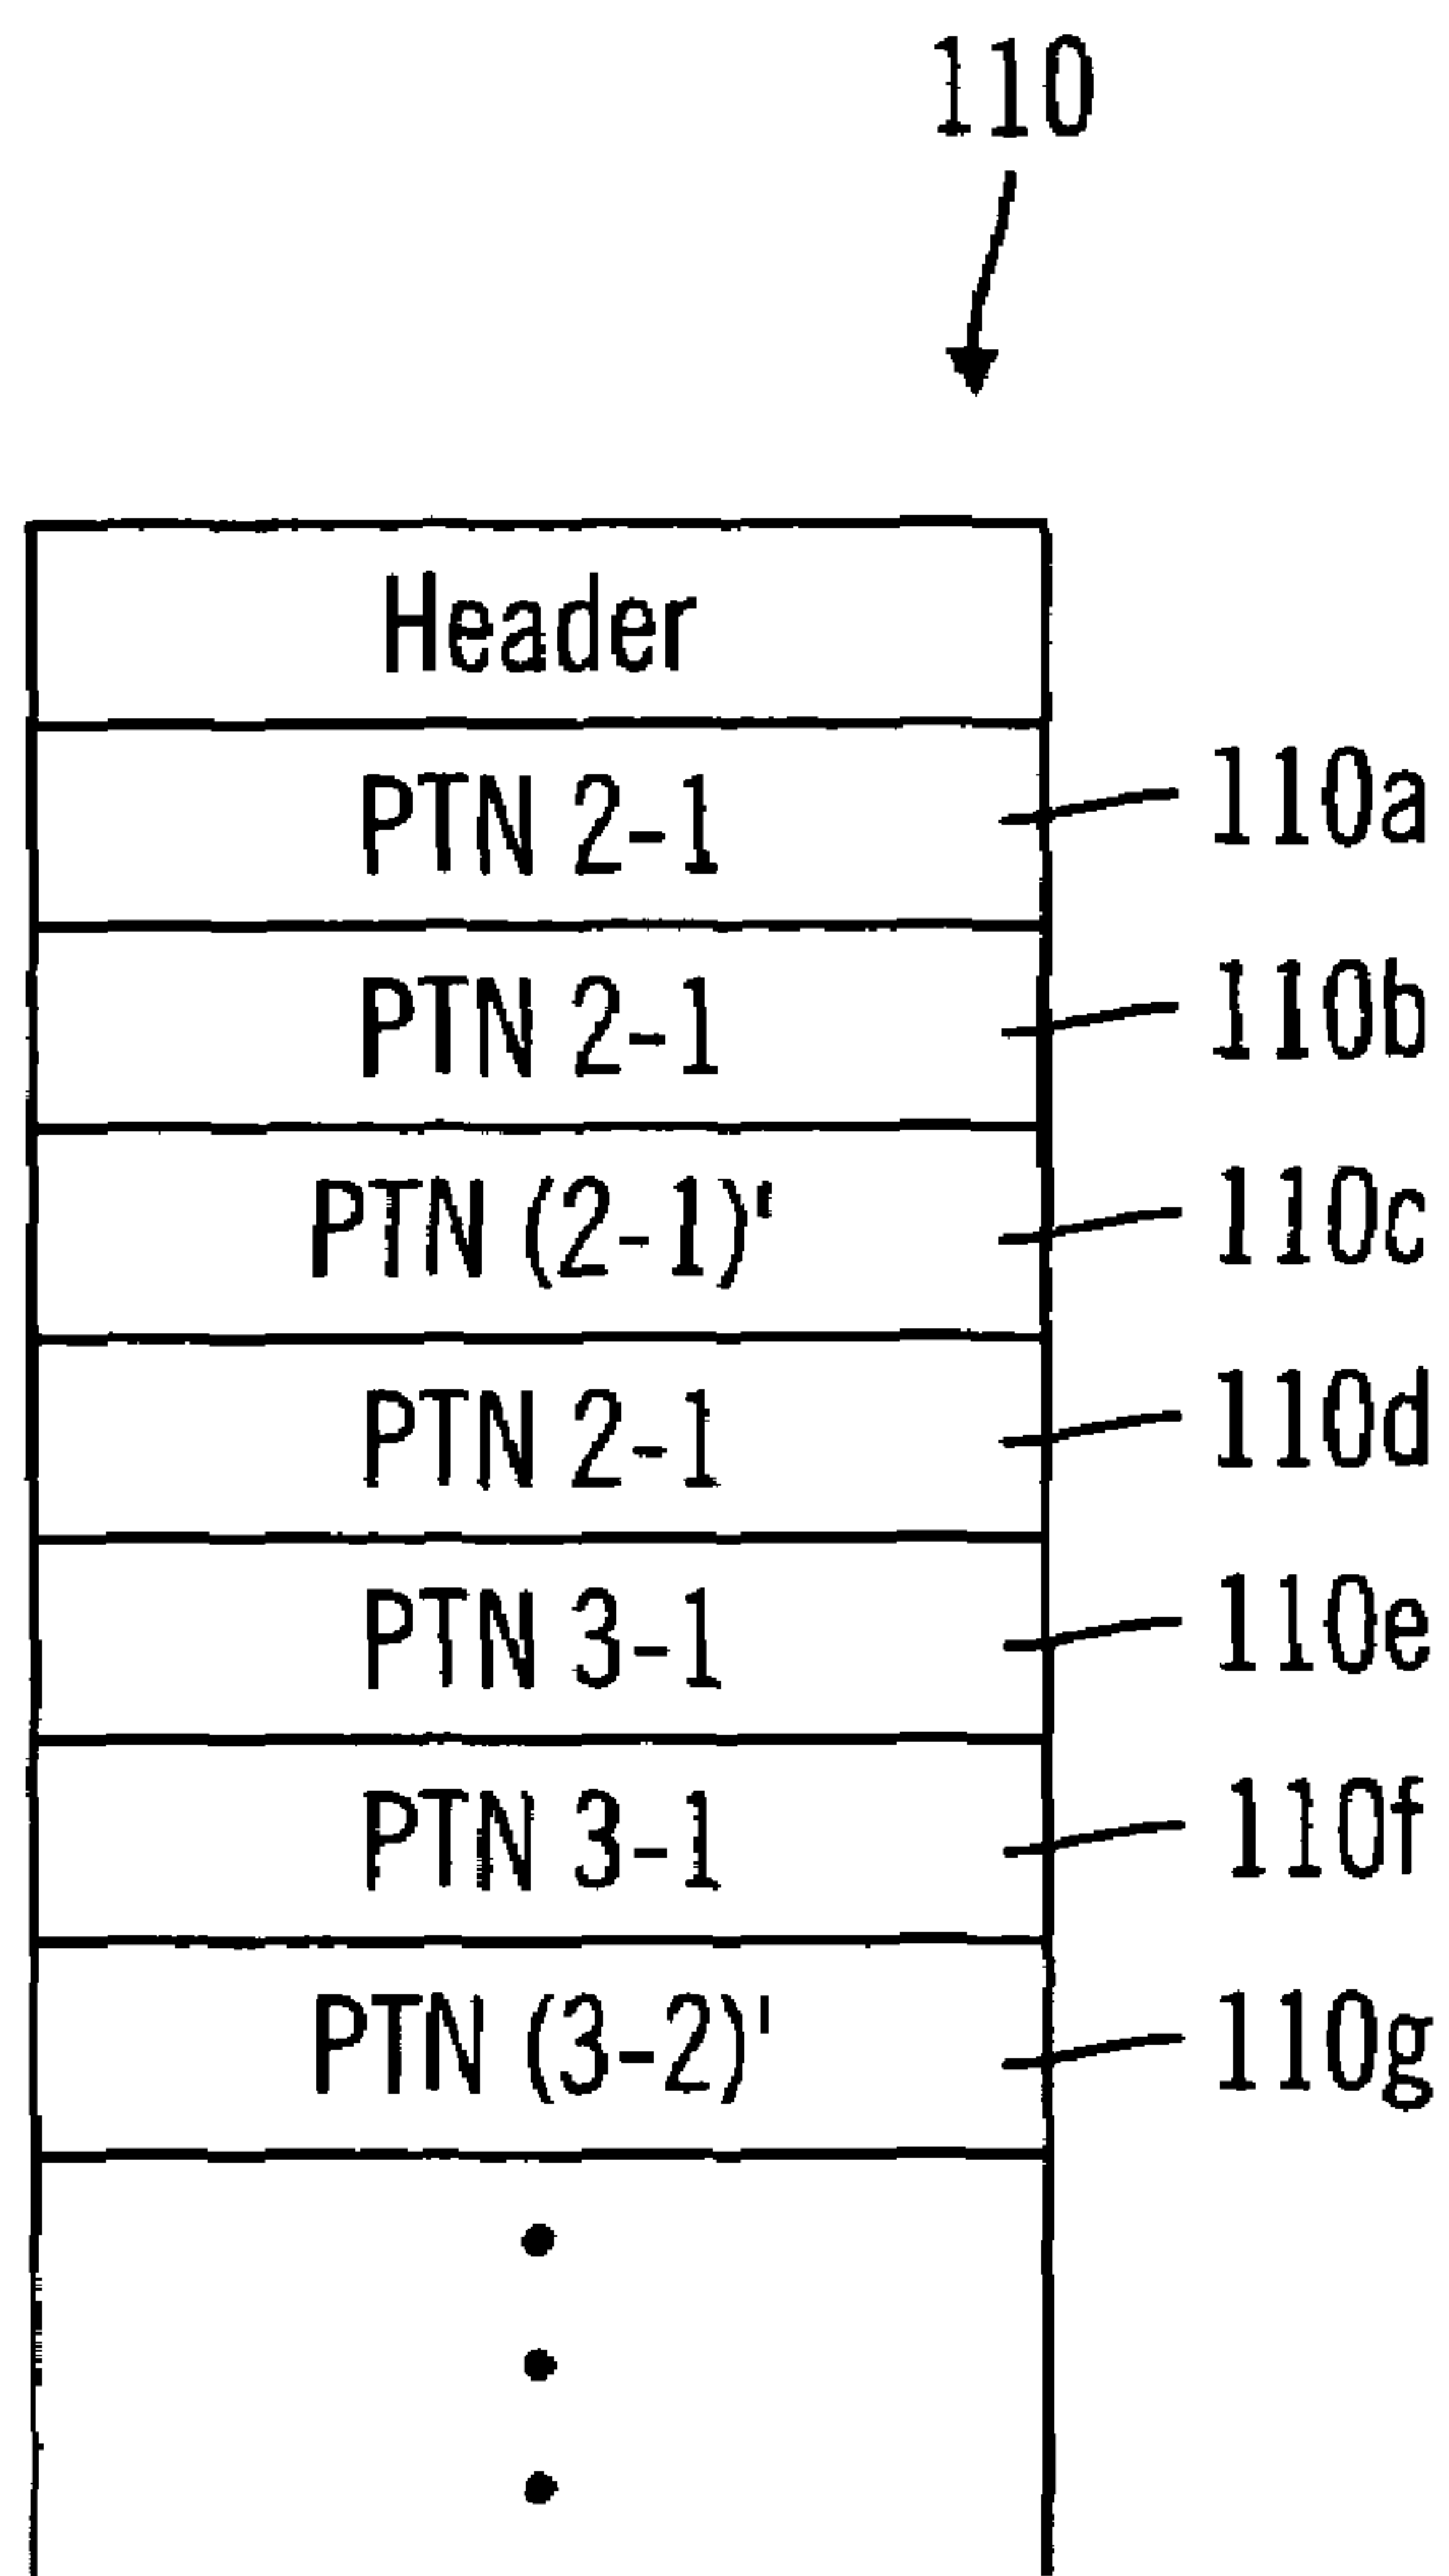 110
Header
PTN 2-1 110a
PTN 2-1 110b
PTN (2-1)' 110c
PTN 2-1 110d
PTN 3-1 110e
PTN 3-1 110f
PTN (3-2)' 110g